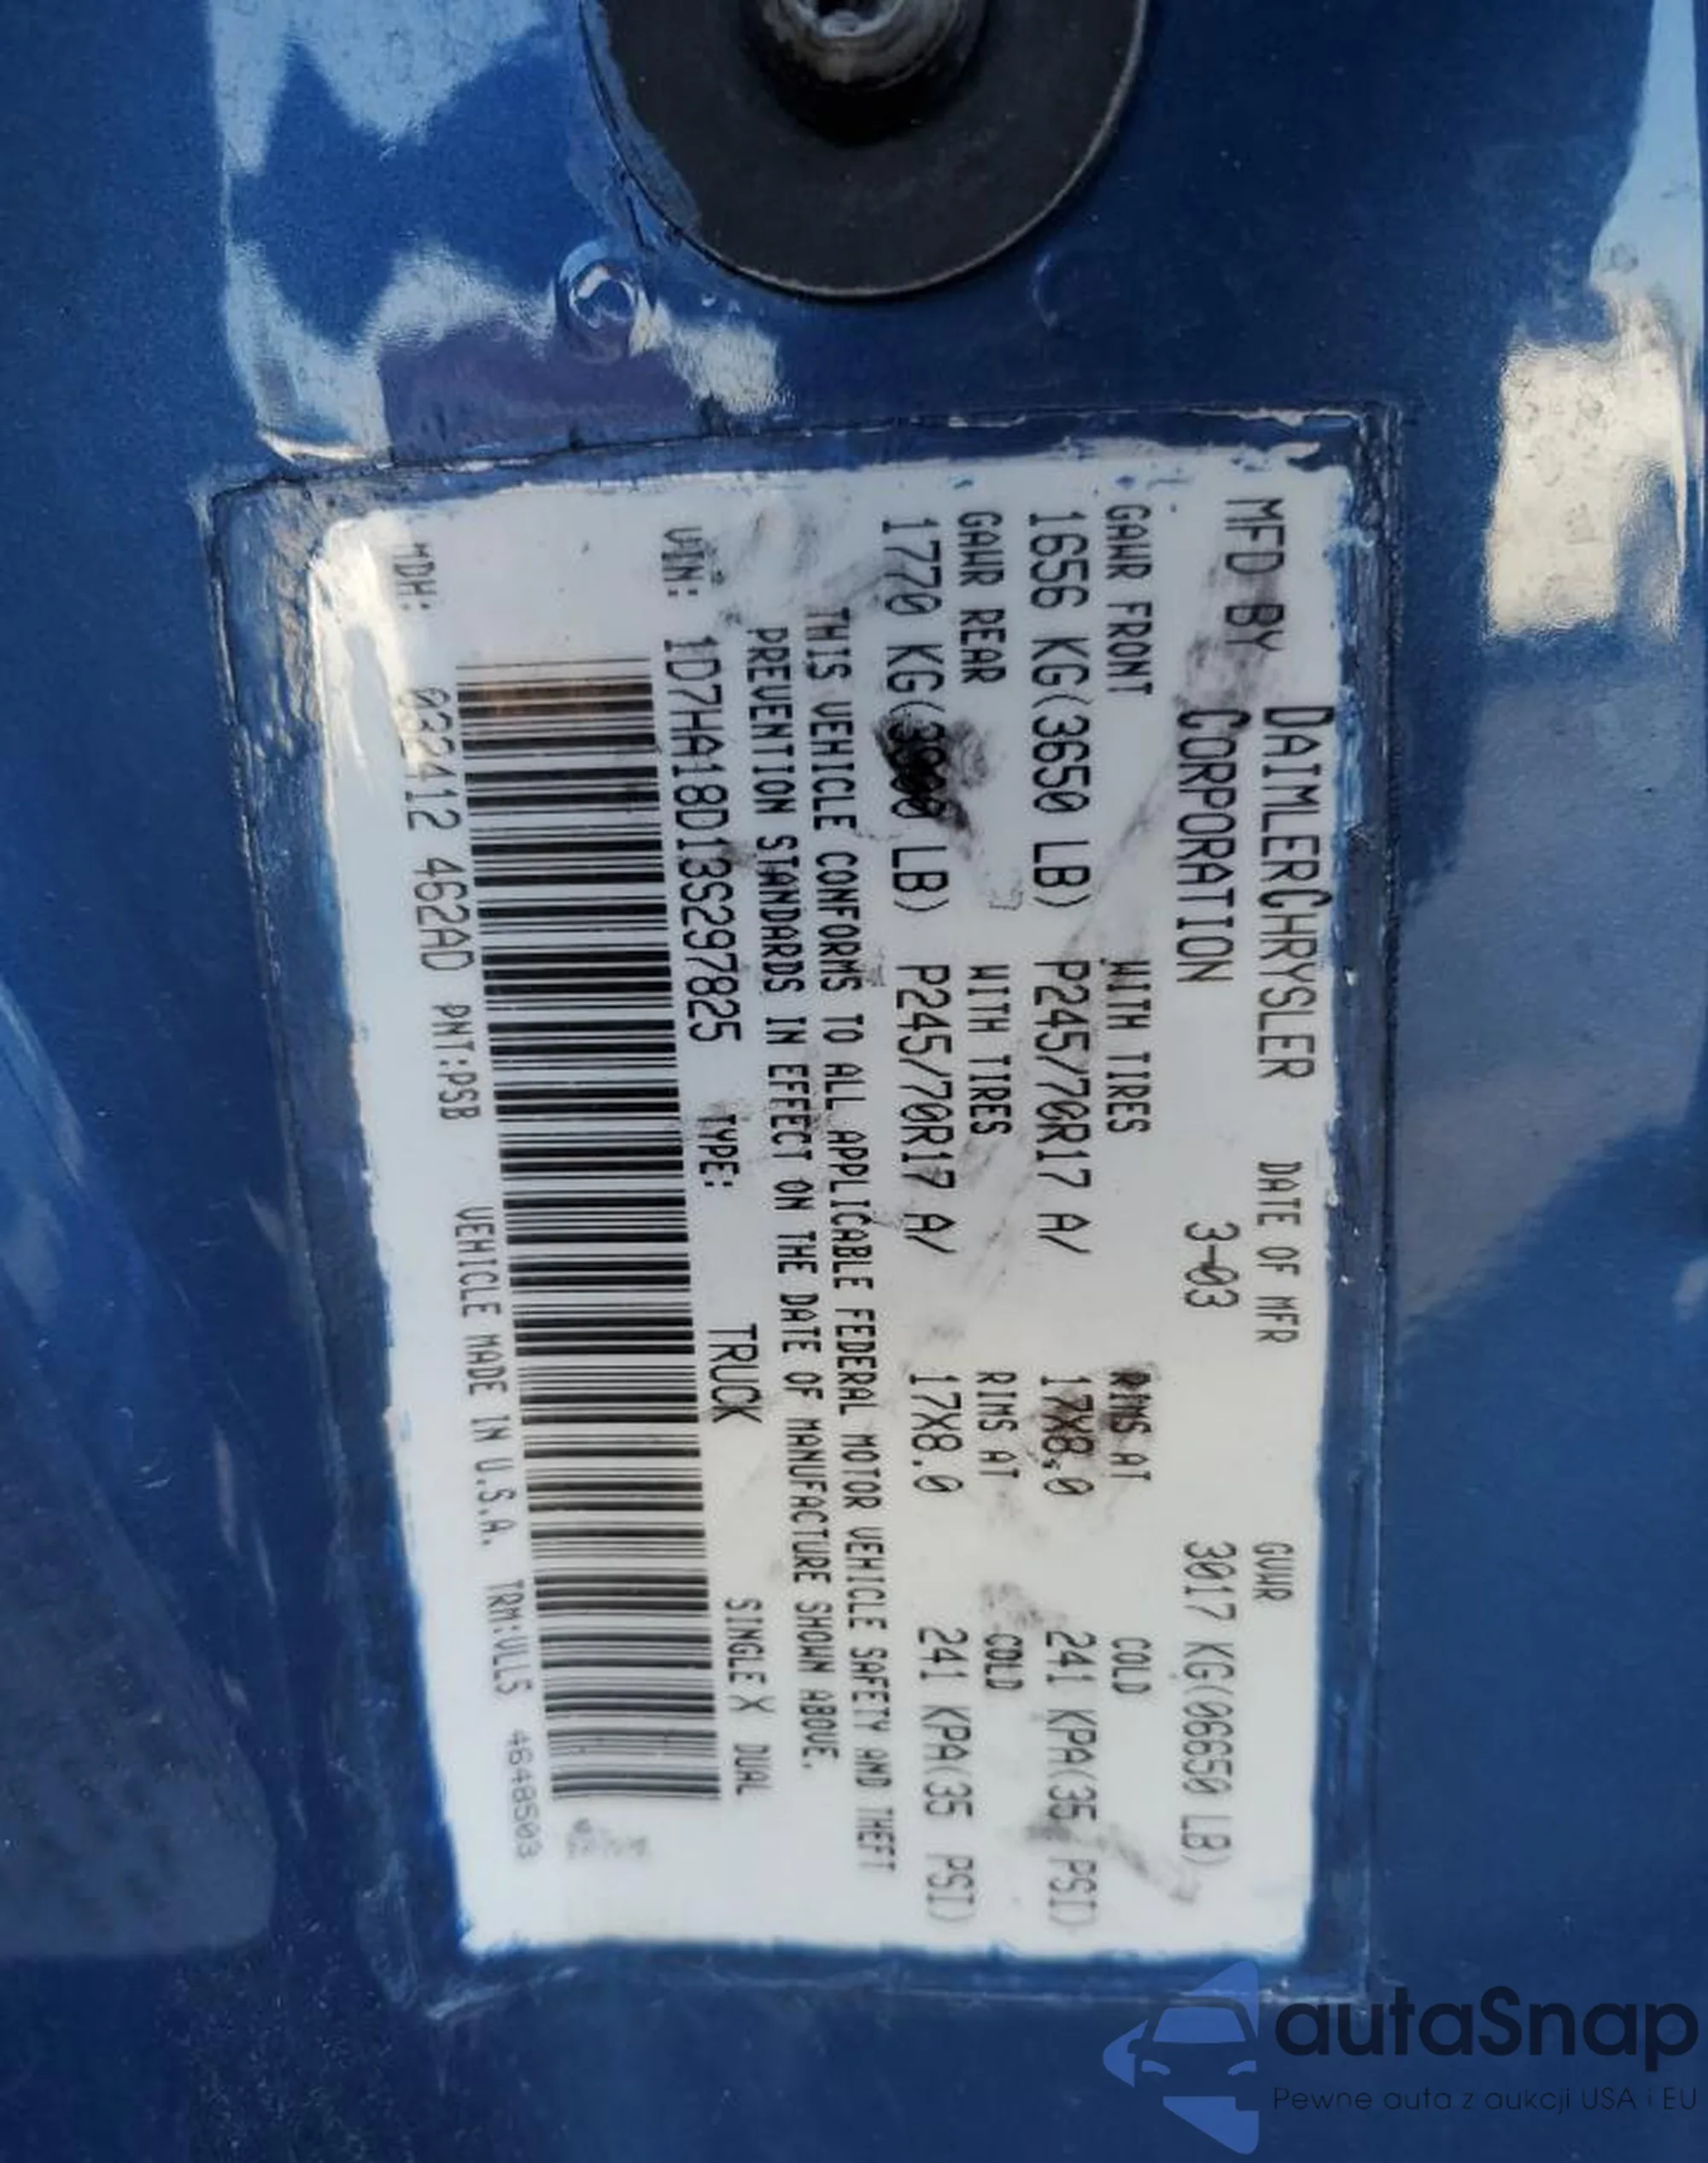 MFD BY DAIMLERCHRYSLER CORPORATION DATE OF MFR 3-03 GVWR 3017 KG(06650 LB)
GAWR FRONT WITH TIRES RIMS AT COLD
1656 KG(3650 LB) P245/70R17 A/ 17X8.0 241 KPA(35 PSI)
GAWR REAR WITH TIRES RIMS AT COLD
1770 KG( LB) P245/70R17 A/ 17X8.0 241 KPA(35 PSI)
THIS VEHICLE CONFORMS TO ALL APPLICABLE FEDERAL MOTOR VEHICLE SAFETY AND THEFT
PREVENTION STANDARDS IN EFFECT ON THE DATE OF MANUFACTURE SHOWN ABOVE.
VIN: 1D7HA18D13S297825 TYPE: TRUCK SINGLE X DUAL
MDH: 032412 462AD PNT:PSB VEHICLE MADE IN U.S.A. TRM:VLLS 4648503
autaSnap
Pewne auta z aukcji USA i EU